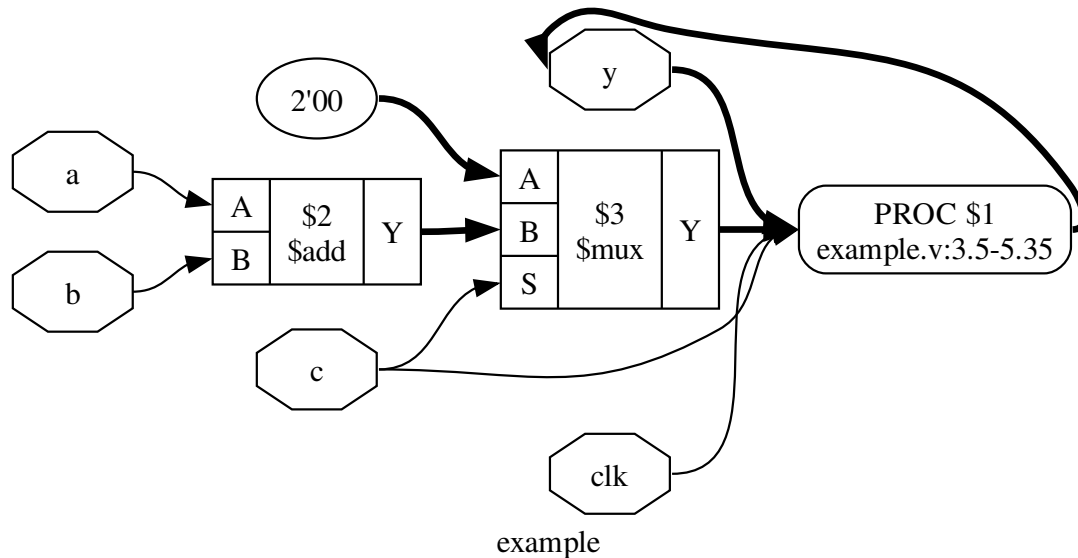 y
2'00
a
A
$3
$mux
B
Y
S
A
$2
$add
B
Y
PROC $1
example.v:3.5-5.35
b
c
clk
example